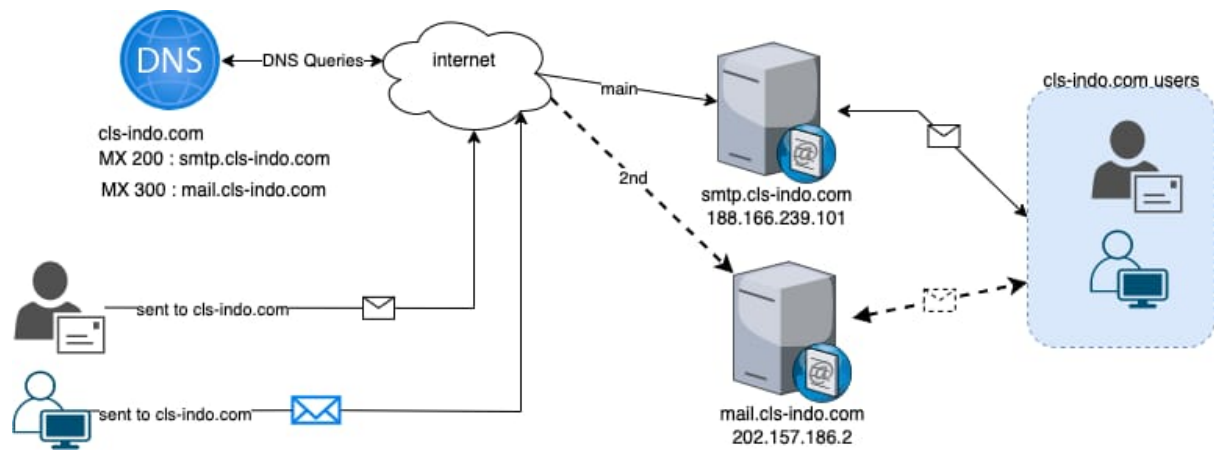 DNS
DNS Queries
internet
cls-indo.com
MX 200 : smtp.cls-indo.com
MX 300 : mail.cls-indo.com
main
2nd
smtp.cls-indo.com
188.166.239.101
cls-indo.com users
sent to cls-indo.com
sent to cls-indo.com
mail.cls-indo.com
202.157.186.2
@
@